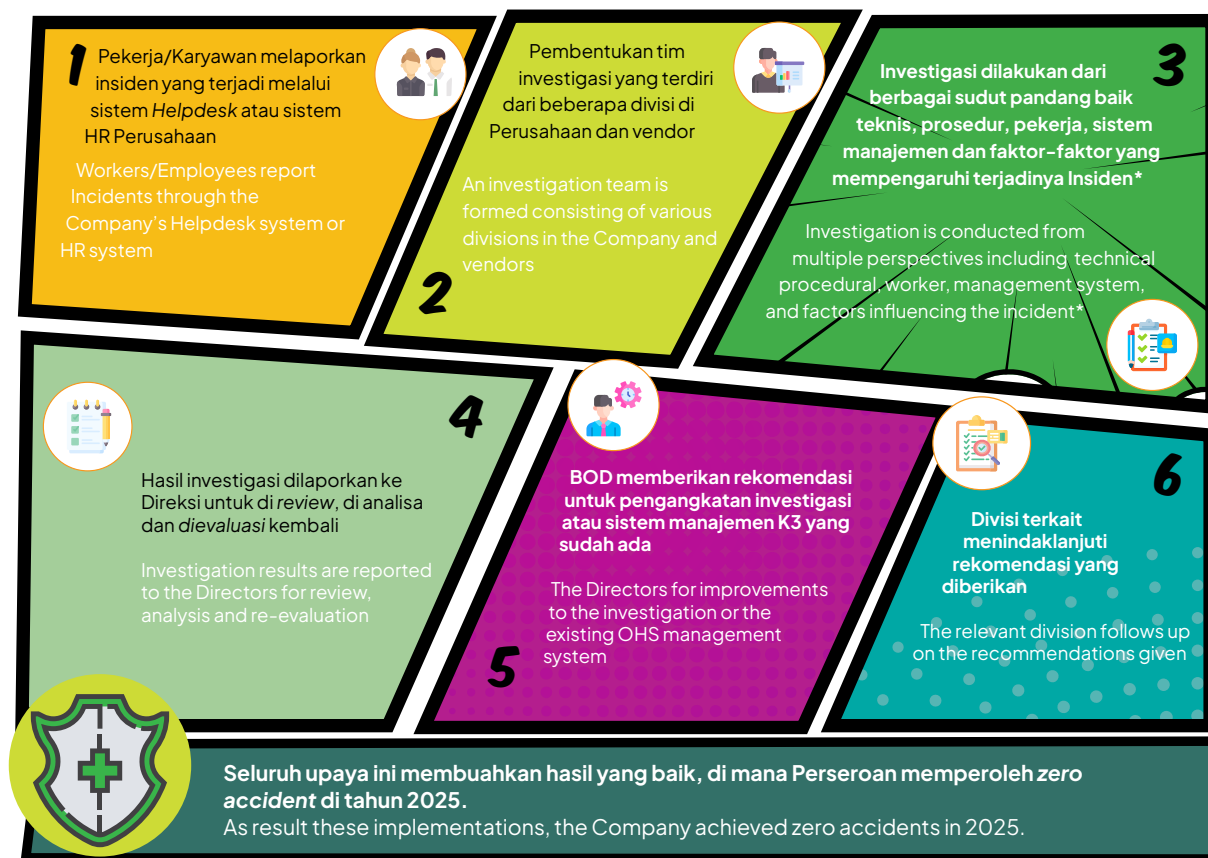 1
Pekerja/Karyawan melaporkan
insiden yang terjadi melalui
sistem Helpdesk atau sistem
HR Perusahaan
Workers/Employees report
Incidents through the
Company's Helpdesk system or
HR system
Pembentukan tim
investigasi yang terdiri
dari beberapa divisi di
Perusahaan dan vendor
An investigation team is
formed consisting of various
divisions in the Company and
vendors
2
3
Investigasi dilakukan dari
berbagai sudut pandang baik
teknis, prosedur, pekerja, sistem
manajemen dan faktor-faktor yang
mempengaruhi terjadinya Insiden*
Investigation is conducted from
multiple perspectives including technical
procedural, worker, management system,
and factors influencing the incident*
4
Hasil investigasi dilaporkan ke
Direksi untuk di review, di analisa
dan dievaluasi kembali
Investigation results are reported
to the Directors for review,
analysis and re-evaluation
BOD memberikan rekomendasi
untuk pengangkatan investigasi
atau sistem manajemen K3 yang
sudah ada
The Directors for improvements
to the investigation or the
existing OHS management
system
5
6
Divisi terkait
menindaklanjuti
rekomendasi yang
diberikan
The relevant division follows up
on the recommendations given
Seluruh upaya ini membuahkan hasil yang baik, di mana Perseroan memperoleh zero
accident di tahun 2025.
As result these implementations, the Company achieved zero accidents in 2025.